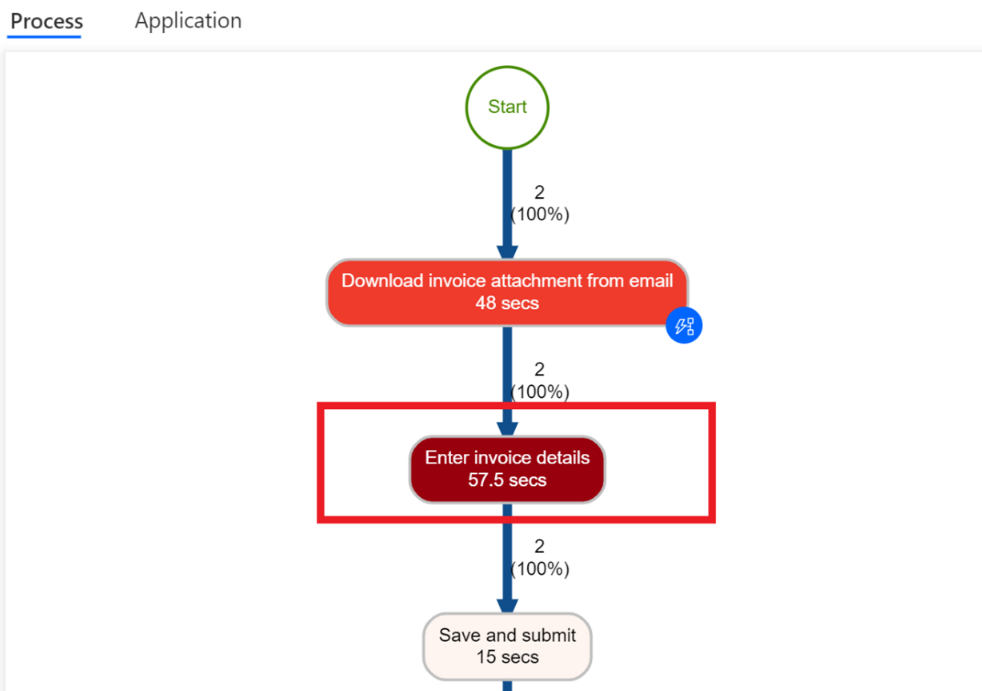 Process Application
Start
2
(100%)
Download invoice attachment from email
48 secs
2
(100%)
Enter invoice details
57.5 secs
2
(100%)
Save and submit
15 secs